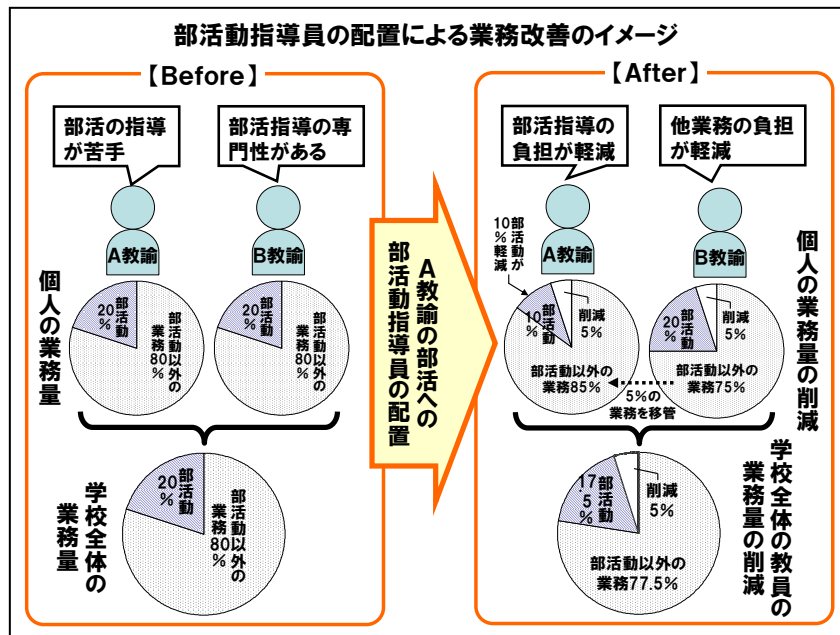 部活動指導員の配置による業務改善のイメージ
【Before】
部活の指導
が苦手
部活指導の専
門性がある
A教諭
B教諭
個人の業務量
部活動
20%
部活動以外の
業務80%
部活動
20%
部活動以外の
業務80%
学校全体の
業務量
部活動
20%
部活動以外の
業務80%
A教諭の部活への
部活動指導員の配置
【After】
部活指導の
負担が軽減
他業務の負担
が軽減
A教諭
B教諭
部活動が
10%軽減
個人の業務量の削減
部活動
10%
削減
5%
部活動以外の
業務85%
部活動
20%
削減
5%
部活動以外の
業務75%
5%の
業務を移管
学校全体の教員の
業務量の削減
部活動
17.
5%
削減
5%
部活動以外の
業務77.5%